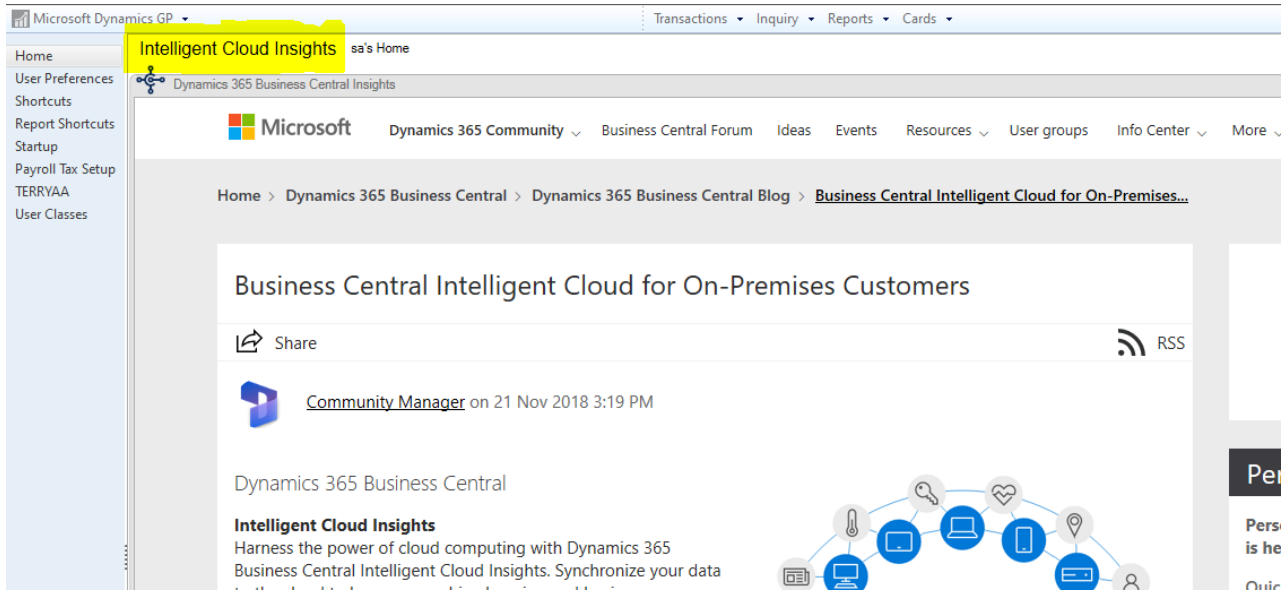 Microsoft Dynamics GP
Transactions Inquiry Reports Cards
Home
User Preferences
Shortcuts
Report Shortcuts
Startup
Payroll Tax Setup
TERRYAA
User Classes
Intelligent Cloud Insights sa's Home
Dynamics 365 Business Central Insights
Microsoft Dynamics 365 Community Business Central Forum Ideas Events Resources User groups Info Center More
Home > Dynamics 365 Business Central > Dynamics 365 Business Central Blog > Business Central Intelligent Cloud for On-Premises...
Business Central Intelligent Cloud for On-Premises Customers
Share RSS
Community Manager on 21 Nov 2018 3:19 PM
Dynamics 365 Business Central
Intelligent Cloud Insights
Harness the power of cloud computing with Dynamics 365
Business Central Intelligent Cloud Insights. Synchronize your data
Per
Pers
is he